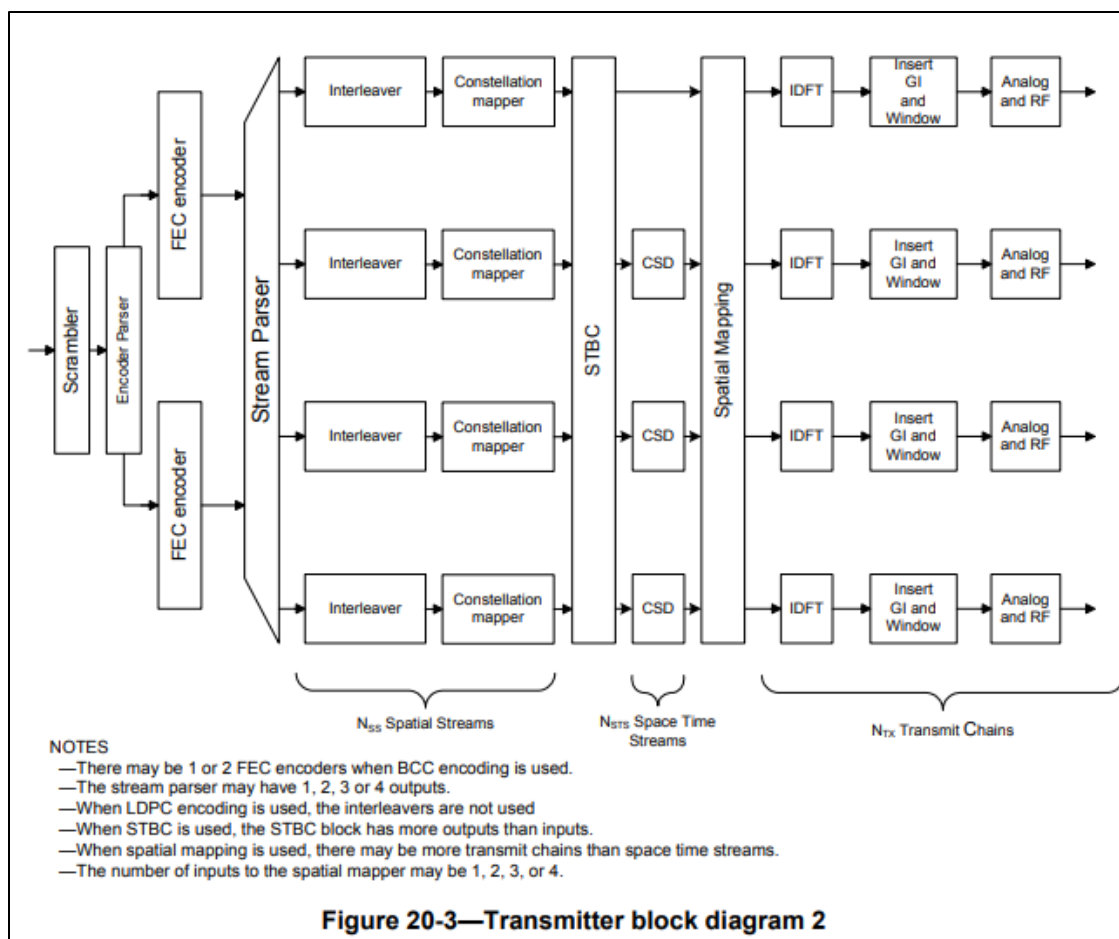 Scrambler
Encoder Parser
FEC encoder
FEC encoder
Stream Parser
Interleaver
Constellation
mapper
Interleaver
Constellation
mapper
Interleaver
Constellation
mapper
Interleaver
Constellation
mapper
STBC
CSD
CSD
CSD
Spatial Mapping
IDFT
Insert
GI
and
Window
Analog
and RF
IDFT
Insert
GI and
Window
Analog
and RF
IDFT
Insert
GI and
Window
Analog
and RF
IDFT
Insert
GI and
Window
Analog
and RF
NSS Spatial Streams
NSTS Space Time
Streams
NTX Transmit Chains
NOTES
—There may be 1 or 2 FEC encoders when BCC encoding is used.
—The stream parser may have 1, 2, 3 or 4 outputs.
—When LDPC encoding is used, the interleavers are not used
—When STBC is used, the STBC block has more outputs than inputs.
—When spatial mapping is used, there may be more transmit chains than space time streams.
—The number of inputs to the spatial mapper may be 1, 2, 3, or 4.
Figure 20-3—Transmitter block diagram 2